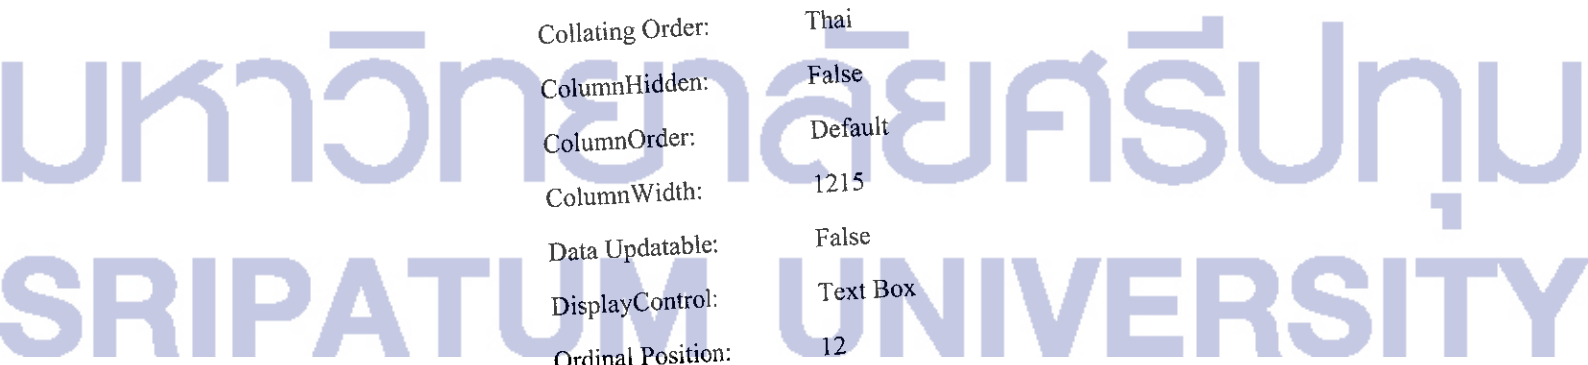 Collating Order: Thai
มหาวิทยาลัยศรีปทุม
ColumnHidden: False
ColumnOrder: Default
ColumnWidth: 1215
Data Updatable: False
SRIPATUM UNIVERSITY
DisplayControl: Text Box
Ordinal Position: 12